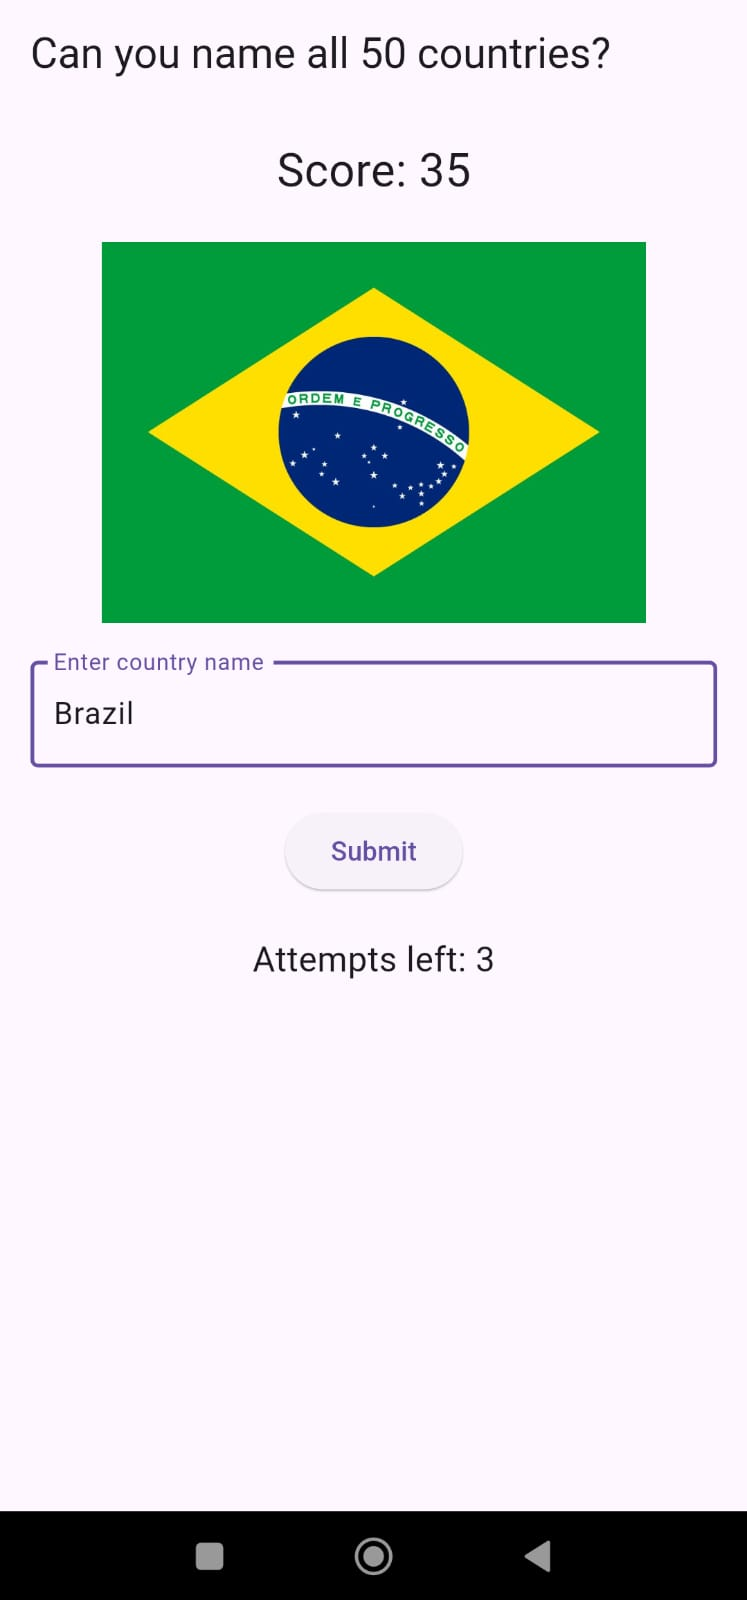 Can you name all 50 countries?
Score: 35
ORDEM E PROGRESSO
Enter country name
Brazil
Submit
Attempts left: 3